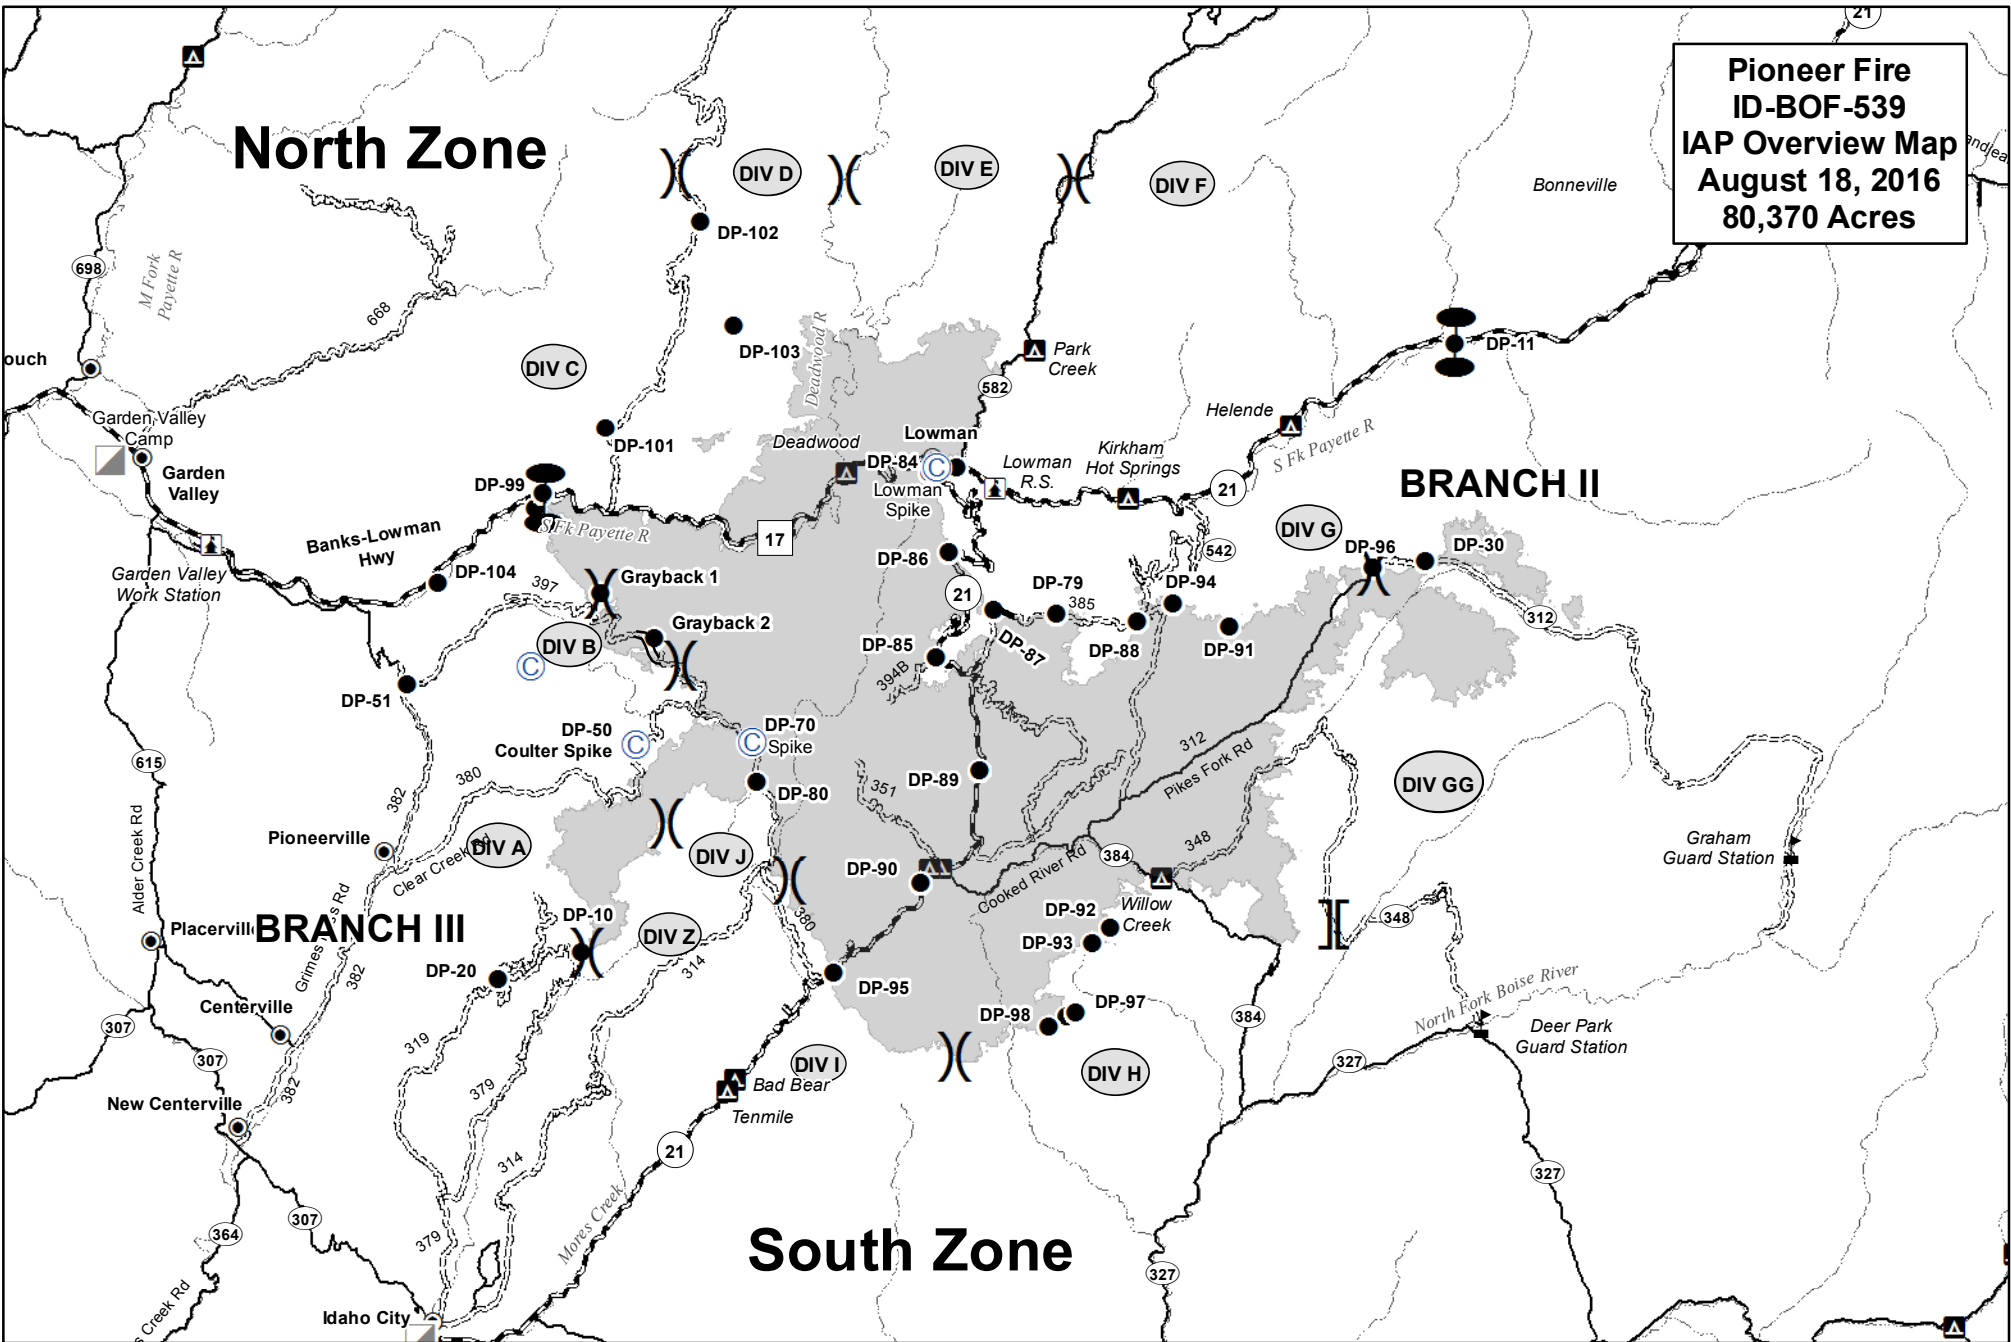 21
Pioneer Fire
ID-BOF-539
IAP Overview Map
August 18, 2016
80,370 Acres
North Zone
DIV D
DIV E
DIV F
Bonneville
DP-102
698
M Fork
Payette R
668
DP-103
Deadwood R
DP-11
Park
Creek
582
DIV C
ouch
Helende
S Fk Payette R
Garden Valley
Camp
Garden
Valley
DP-101
Deadwood
Lowman
DP-84
Lowman
Spike
Lowman
R.S.
Kirkham
Hot Springs
21
BRANCH II
DP-99
S Fk Payette R
17
Banks-Lowman
Hwy
DIV G
DP-96
DP-30
542
DP-86
Garden Valley
Work Station
DP-104
397
Grayback 1
21
DP-79
385
DP-94
312
Grayback 2
DIV B
DP-85
DP-87
DP-88
DP-91
394B
DP-51
DP-50
Coulter Spike
DP-70
Spike
312
Pikes Fork Rd
615
380
382
DP-80
DP-89
351
DIV GG
Pioneerville
Clear Creek Rd
DIV A
DIV J
348
Graham
Guard Station
384
Cooked River Rd
DP-90
Alder Creek Rd
Willow
Creek
DP-92
DP-93
348
Placerville
BRANCH III
Grimes Pass Rd
382
DP-10
DIV Z
380
314
DP-20
DP-95
DP-97
DP-98
North Fork Boise River
Centerville
307
307
319
384
Deer Park
Guard Station
327
DIV I
DIV H
382
379
Bad Bear
Tenmile
New Centerville
314
21
327
364
307
379
Mores Creek
South Zone
327
Idaho City
s Creek Rd